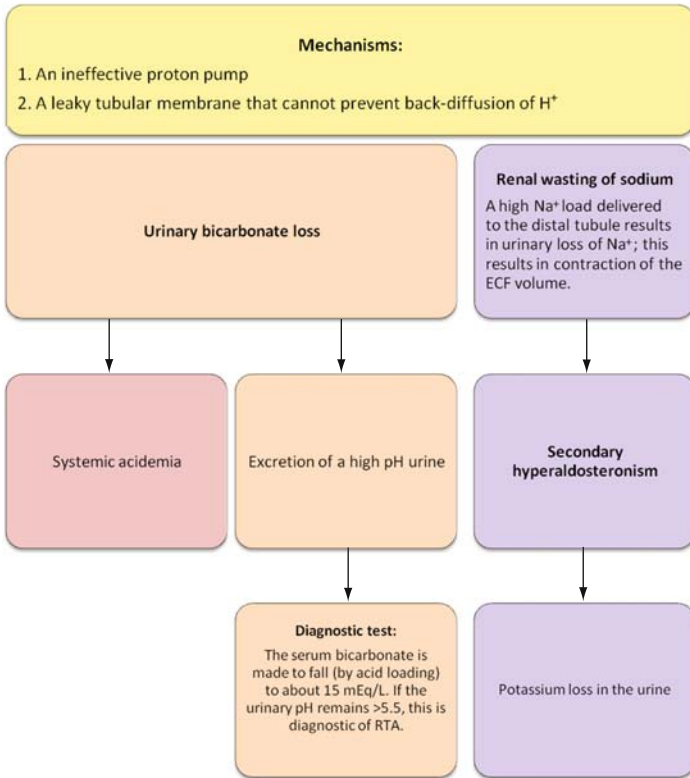 Mechanisms:
1. An ineffective proton pump
2. A leaky tubular membrane that cannot prevent back-diffusion of H⁺
Urinary bicarbonate loss
Renal wasting of sodium
A high Na⁺ load delivered
to the distal tubule results
in urinary loss of Na⁺; this
results in contraction of the
ECF volume.
Systemic acidemia
Excretion of a high pH urine
Secondary
hyperaldosteronism
Diagnostic test:
The serum bicarbonate is
made to fall (by acid loading)
to about 15 mEq/L. If the
urinary pH remains >5.5, this is
diagnostic of RTA.
Potassium loss in the urine